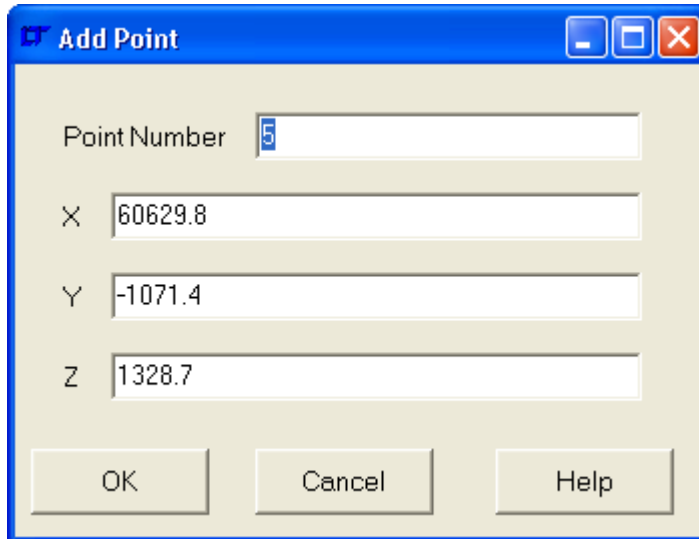 Add Point
Point Number 5
X 60629.8
Y -1071.4
Z 1328.7
OK Cancel Help